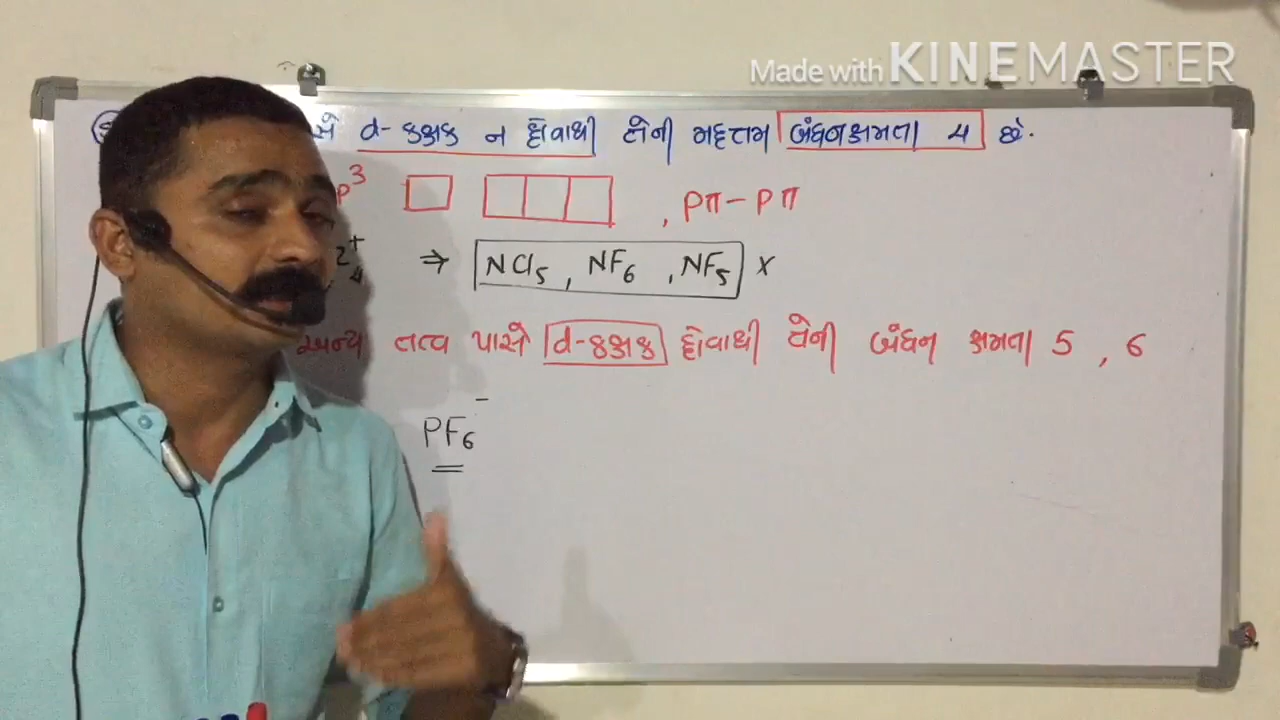 Made with KINEMASTER
d- કક્ષક ન હોવાથી તેની મહત્તમ બંધનક્ષમતા 4 છે.
p³ , pπ - pπ
⇒ NCl₅ , NF₆ , NF₅ x
અન્ય તત્વ પાસે d-કક્ષક હોવાથી તેની બંધન ક્ષમતા 5 , 6
PF₆⁻